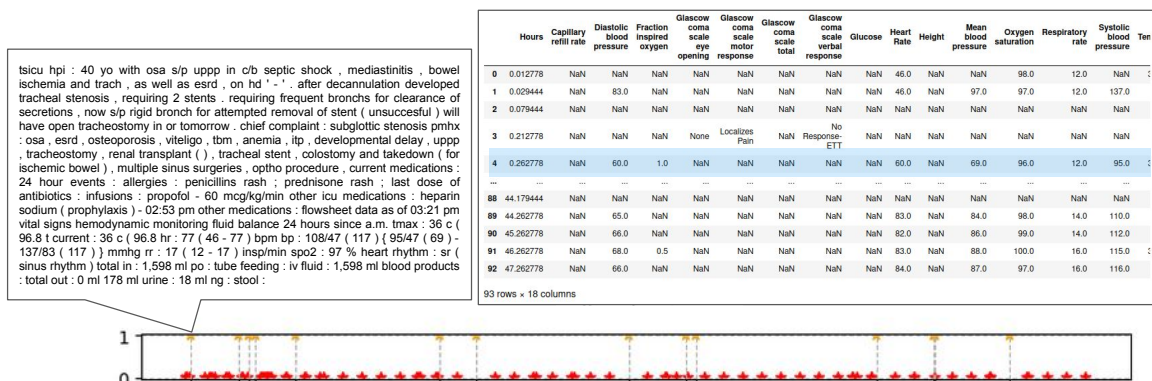 tsicu hpi : 40 yo with osa s/p uppp in c/b septic shock , mediastinitis , bowel
ischemia and trach , as well as esrd , on hd ' - ' . after decannulation developed
tracheal stenosis , requiring 2 stents . requiring frequent bronchs for clearance of
secretions , now s/p rigid bronch for attempted removal of stent ( unsuccesful ) will
have open tracheostomy in or tomorrow . chief complaint : subglottic stenosis pmhx
: osa , esrd , osteoporosis , viteligo , tbm , anemia , itp , developmental delay , uppp
, tracheostomy , renal transplant ( ) , tracheal stent , colostomy and takedown ( for
ischemic bowel ) , multiple sinus surgeries , optho procedure , current medications :
24 hour events : allergies : penicillins rash ; prednisone rash ; last dose of
antibiotics : infusions : propofol - 60 mcg/kg/min other icu medications : heparin
sodium ( prophylaxis ) - 02:53 pm other medications : flowsheet data as of 03:21 pm
vital signs hemodynamic monitoring fluid balance 24 hours since a.m. tmax : 36 c (
96.8 t current : 36 c ( 96.8 hr : 77 ( 46 - 77 ) bpm bp : 108/47 ( 117 ) { 95/47 ( 69 ) -
137/83 ( 117 ) } mmhg rr : 17 ( 12 - 17 ) insp/min spo2 : 97 % heart rhythm : sr (
sinus rhythm ) total in : 1,598 ml po : tube feeding : iv fluid : 1,598 ml blood products
: total out : 0 ml 178 ml urine : 18 ml ng : stool :
Hours Capillary refill rate Diastolic blood pressure Fraction inspired oxygen Glascow coma scale eye opening Glascow coma scale motor response Glascow coma scale total Glascow coma scale verbal response Glucose Heart Rate Height Mean blood pressure Oxygen saturation Respiratory rate Systolic blood pressure
0 0.012778 NaN NaN NaN NaN NaN NaN NaN NaN 46.0 NaN NaN 98.0 12.0 NaN
1 0.029444 NaN 83.0 NaN NaN NaN NaN NaN NaN 46.0 NaN 97.0 97.0 12.0 137.0
2 0.079444 NaN NaN NaN NaN NaN NaN NaN NaN NaN NaN NaN NaN NaN NaN
3 0.212778 NaN NaN NaN None Localizes Pain NaN No Response-ETT NaN NaN NaN NaN NaN NaN NaN
4 0.262778 NaN 60.0 1.0 NaN NaN NaN NaN NaN 60.0 NaN 69.0 96.0 12.0 95.0
... ... ... ... ... ... ... ... ... ... ... ... ... ... ... ...
88 44.179444 NaN NaN NaN NaN NaN NaN NaN NaN NaN NaN NaN NaN NaN NaN
89 44.262778 NaN 65.0 NaN NaN NaN NaN NaN NaN 83.0 NaN 84.0 98.0 14.0 110.0
90 45.262778 NaN 66.0 NaN NaN NaN NaN NaN NaN 82.0 NaN 86.0 99.0 14.0 112.0
91 46.262778 NaN 68.0 0.5 NaN NaN NaN NaN NaN 83.0 NaN 88.0 100.0 16.0 115.0
92 47.262778 NaN 66.0 NaN NaN NaN NaN NaN NaN 84.0 NaN 87.0 97.0 16.0 116.0
93 rows × 18 columns
1
0